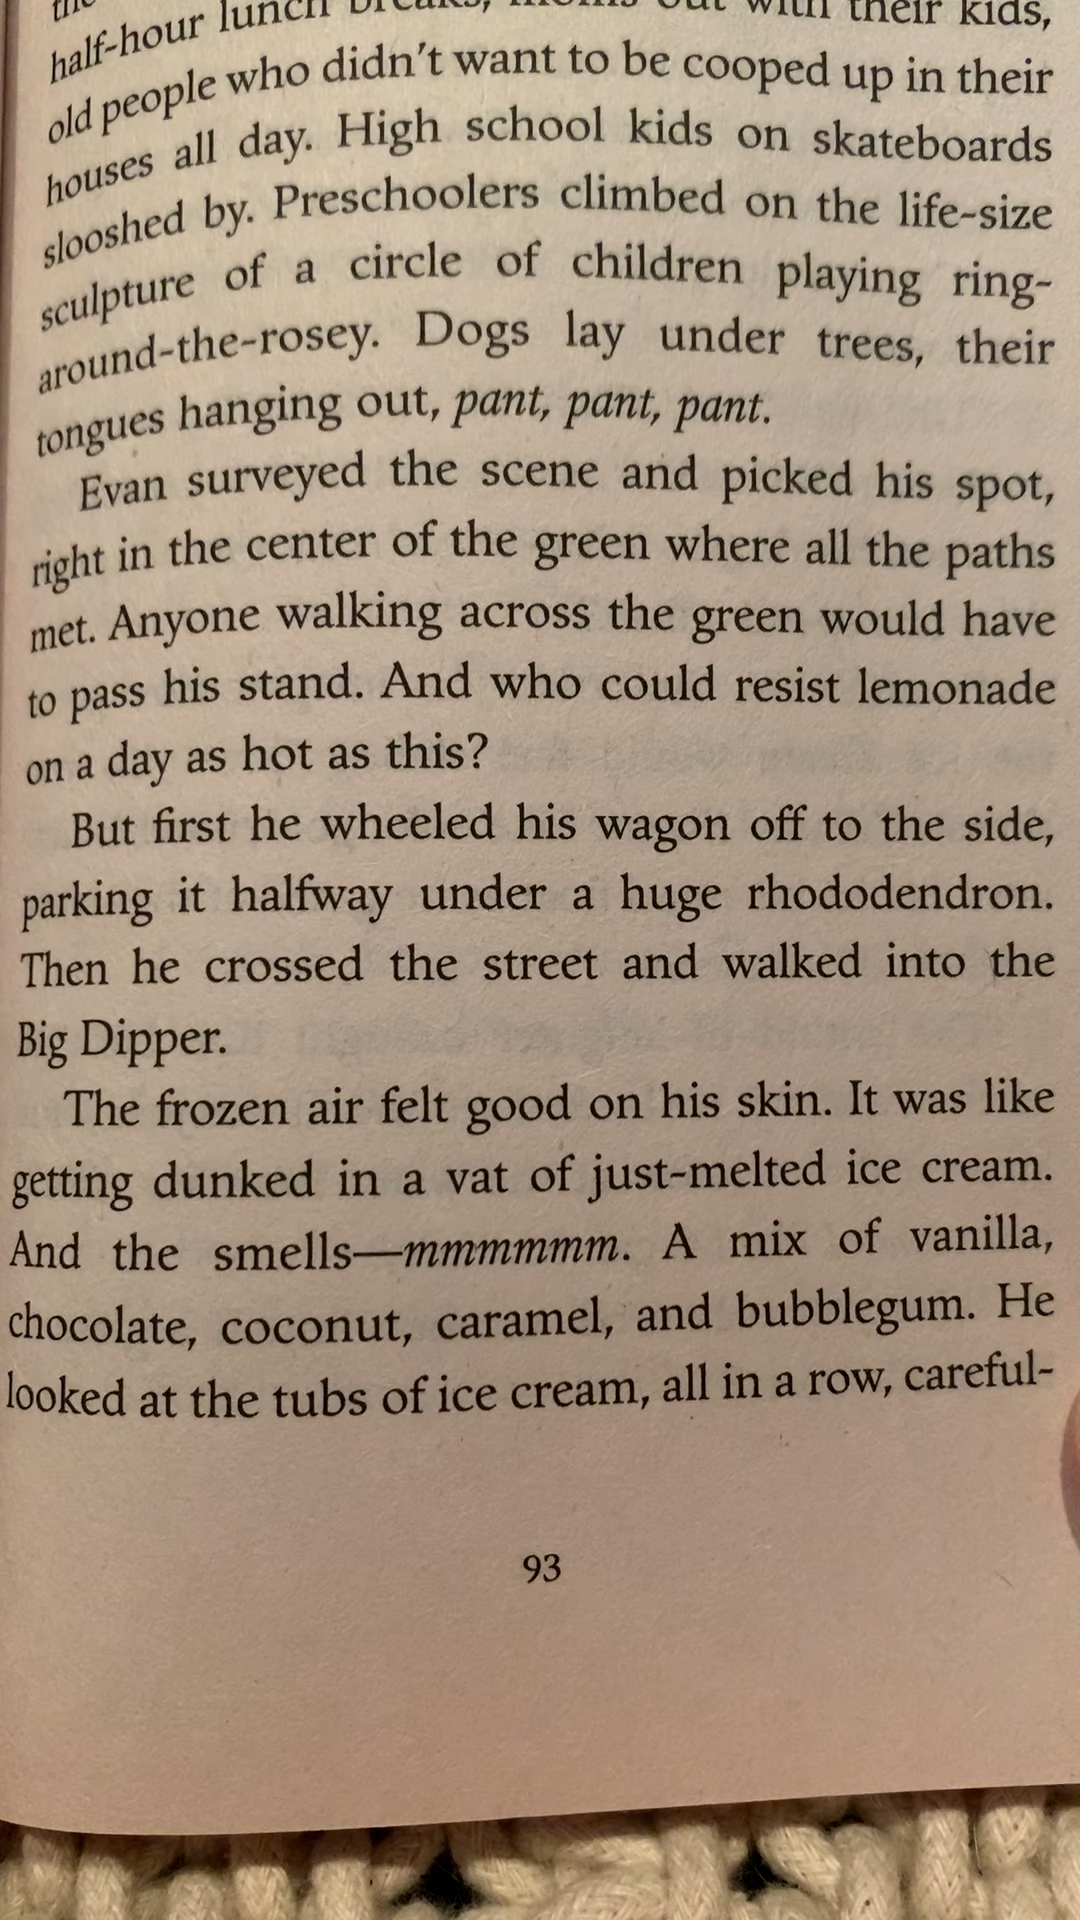 the
half-hour lunch breaks, moms out with their kids,
old people who didn't want to be cooped up in their
houses all day. High school kids on skateboards
slooshed by. Preschoolers climbed on the life-size
sculpture of a circle of children playing ring-
around-the-rosey. Dogs lay under trees, their
tongues hanging out, pant, pant, pant.
Evan surveyed the scene and picked his spot,
right in the center of the green where all the paths
met. Anyone walking across the green would have
to pass his stand. And who could resist lemonade
on a day as hot as this?
But first he wheeled his wagon off to the side,
parking it halfway under a huge rhododendron.
Then he crossed the street and walked into the
Big Dipper.
The frozen air felt good on his skin. It was like
getting dunked in a vat of just-melted ice cream.
And the smells—mmmmmm. A mix of vanilla,
chocolate, coconut, caramel, and bubblegum. He
looked at the tubs of ice cream, all in a row, careful-
93